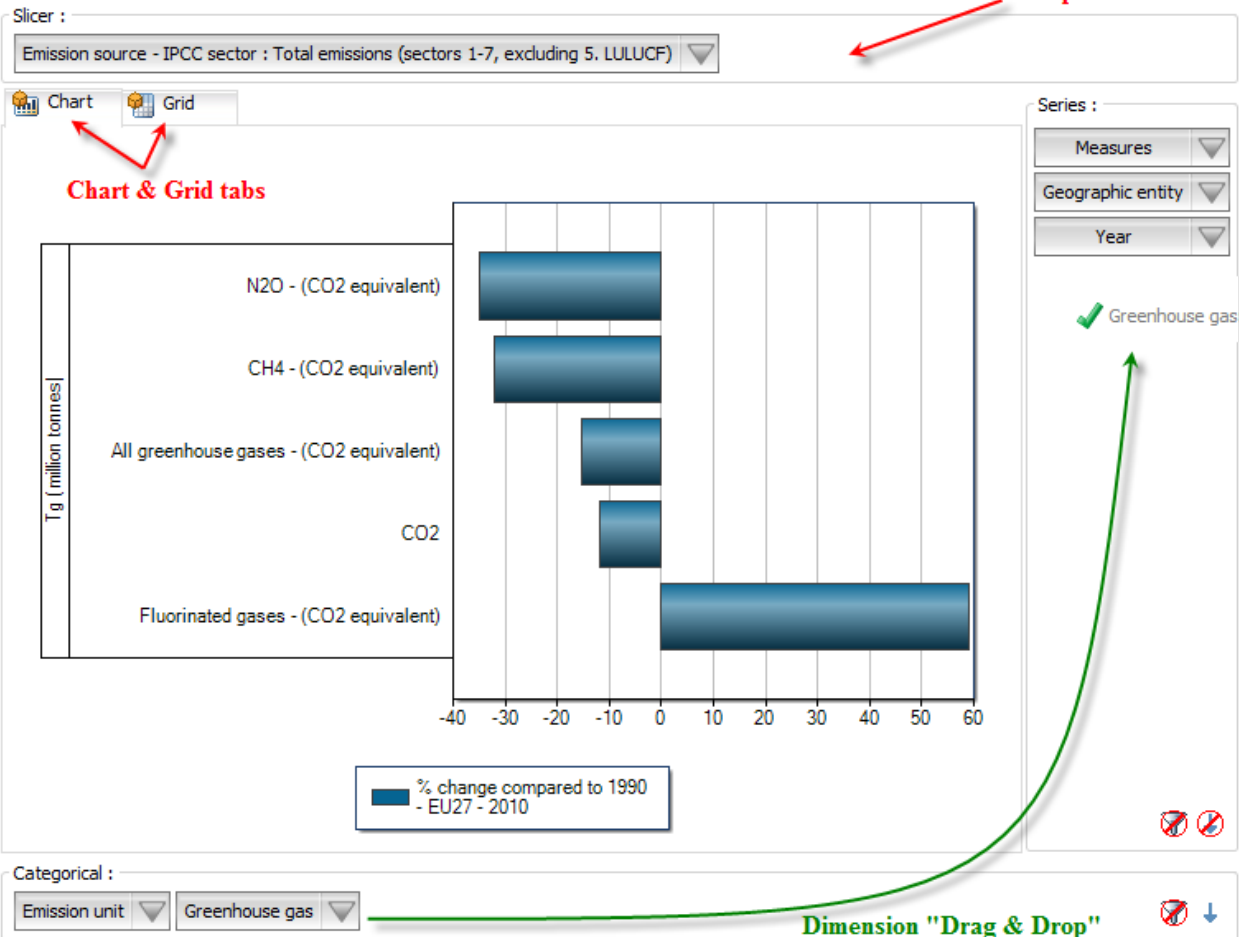 Slicer :
Emission source - IPCC sector : Total emissions (sectors 1-7, excluding 5. LULUCF)
Chart
Grid
Series :
Measures
Geographic entity
Year
Greenhouse gas
Chart & Grid tabs
Tg (million tonnes)
N2O - (CO2 equivalent)
CH4 - (CO2 equivalent)
All greenhouse gases - (CO2 equivalent)
CO2
Fluorinated gases - (CO2 equivalent)
-40 -30 -20 -10 0 10 20 30 40 50 60
% change compared to 1990
- EU27 - 2010
Categorical :
Emission unit
Greenhouse gas
Dimension "Drag & Drop"